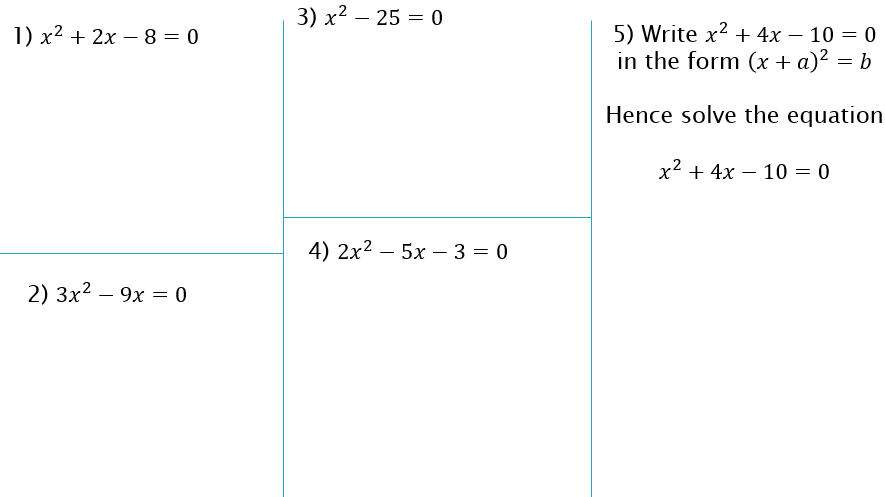 1) x² + 2x − 8 = 0
2) 3x² − 9x = 0
3) x² − 25 = 0
4) 2x² − 5x − 3 = 0
5) Write x² + 4x − 10 = 0
in the form (x + a)² = b
Hence solve the equation
x² + 4x − 10 = 0